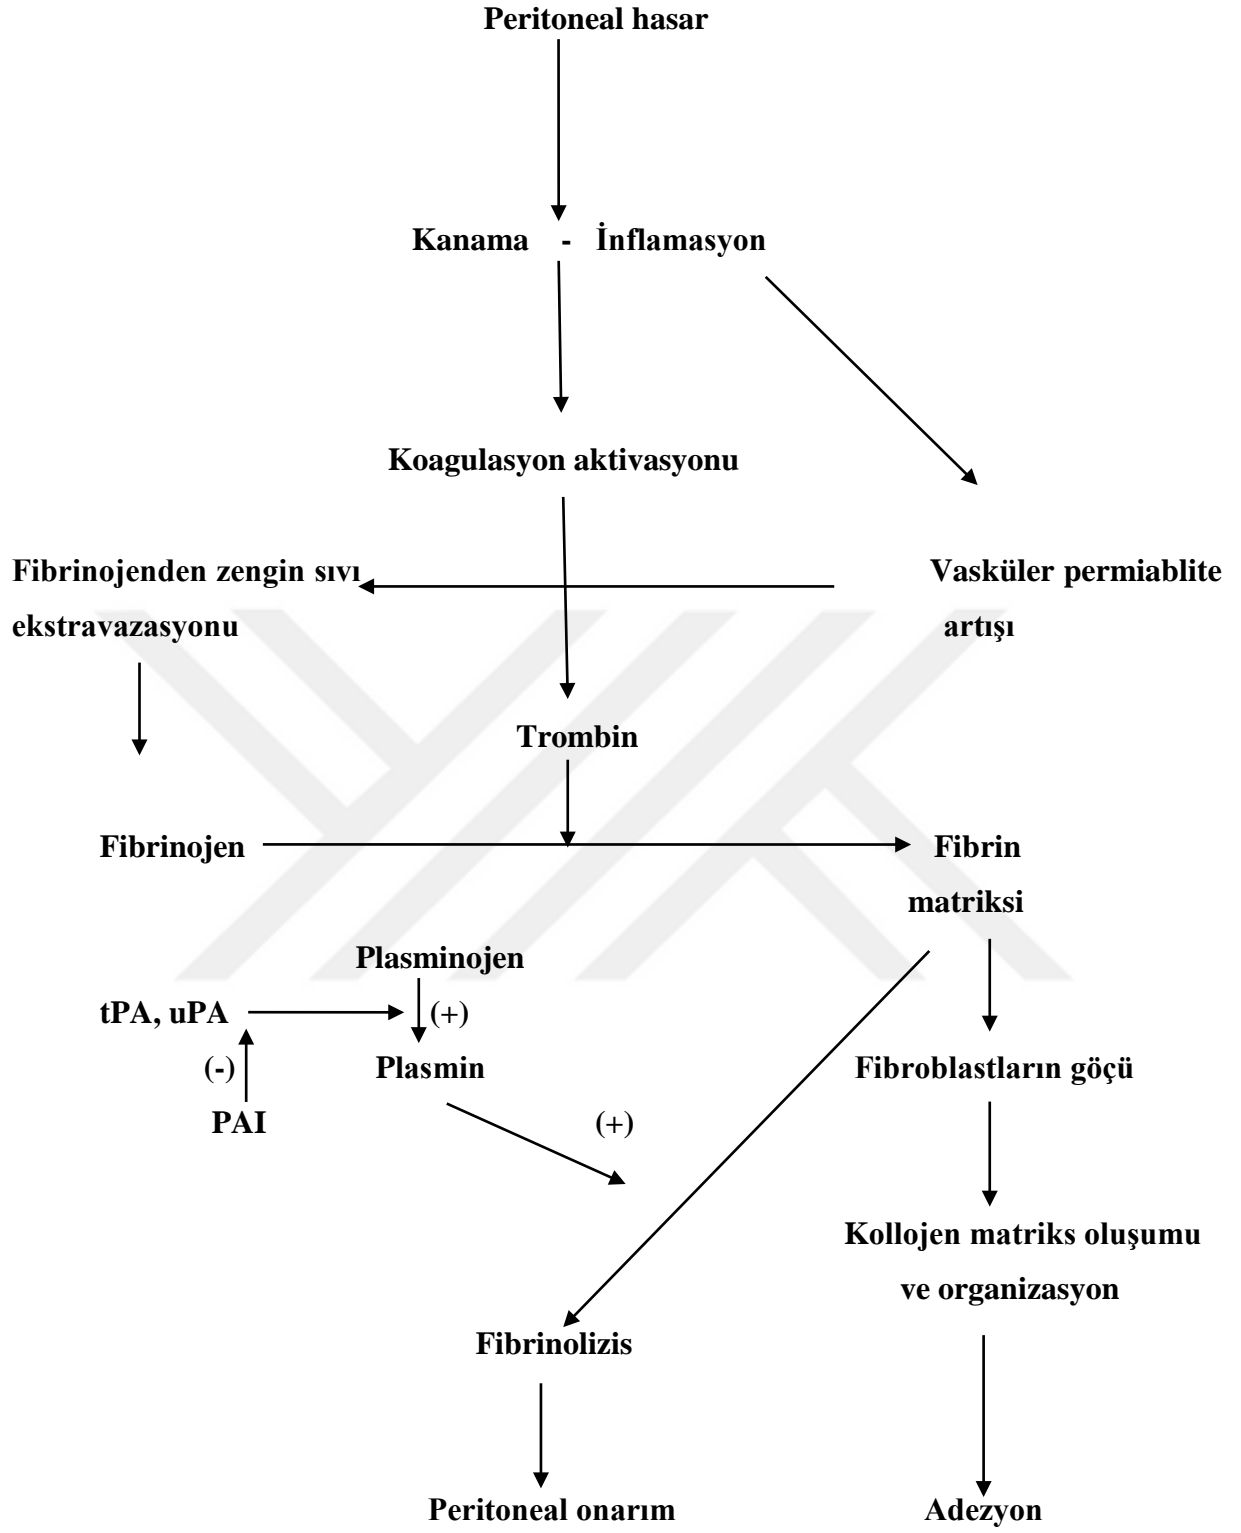 Peritoneal hasar
Kanama - İnflamasyon
Koagulasyon aktivasyonu
Fibrinojenden zengin sıvı
ekstravazasyonu
Vasküler permiablite
artışı
Trombin
Fibrinojen
Fibrin
matriksi
Plasminojen
tPA, uPA
(+)
(-)
Plasmin
Fibroblastların göçü
PAI
(+)
Kollojen matriks oluşumu
ve organizasyon
Fibrinolizis
Peritoneal onarım
Adezyon